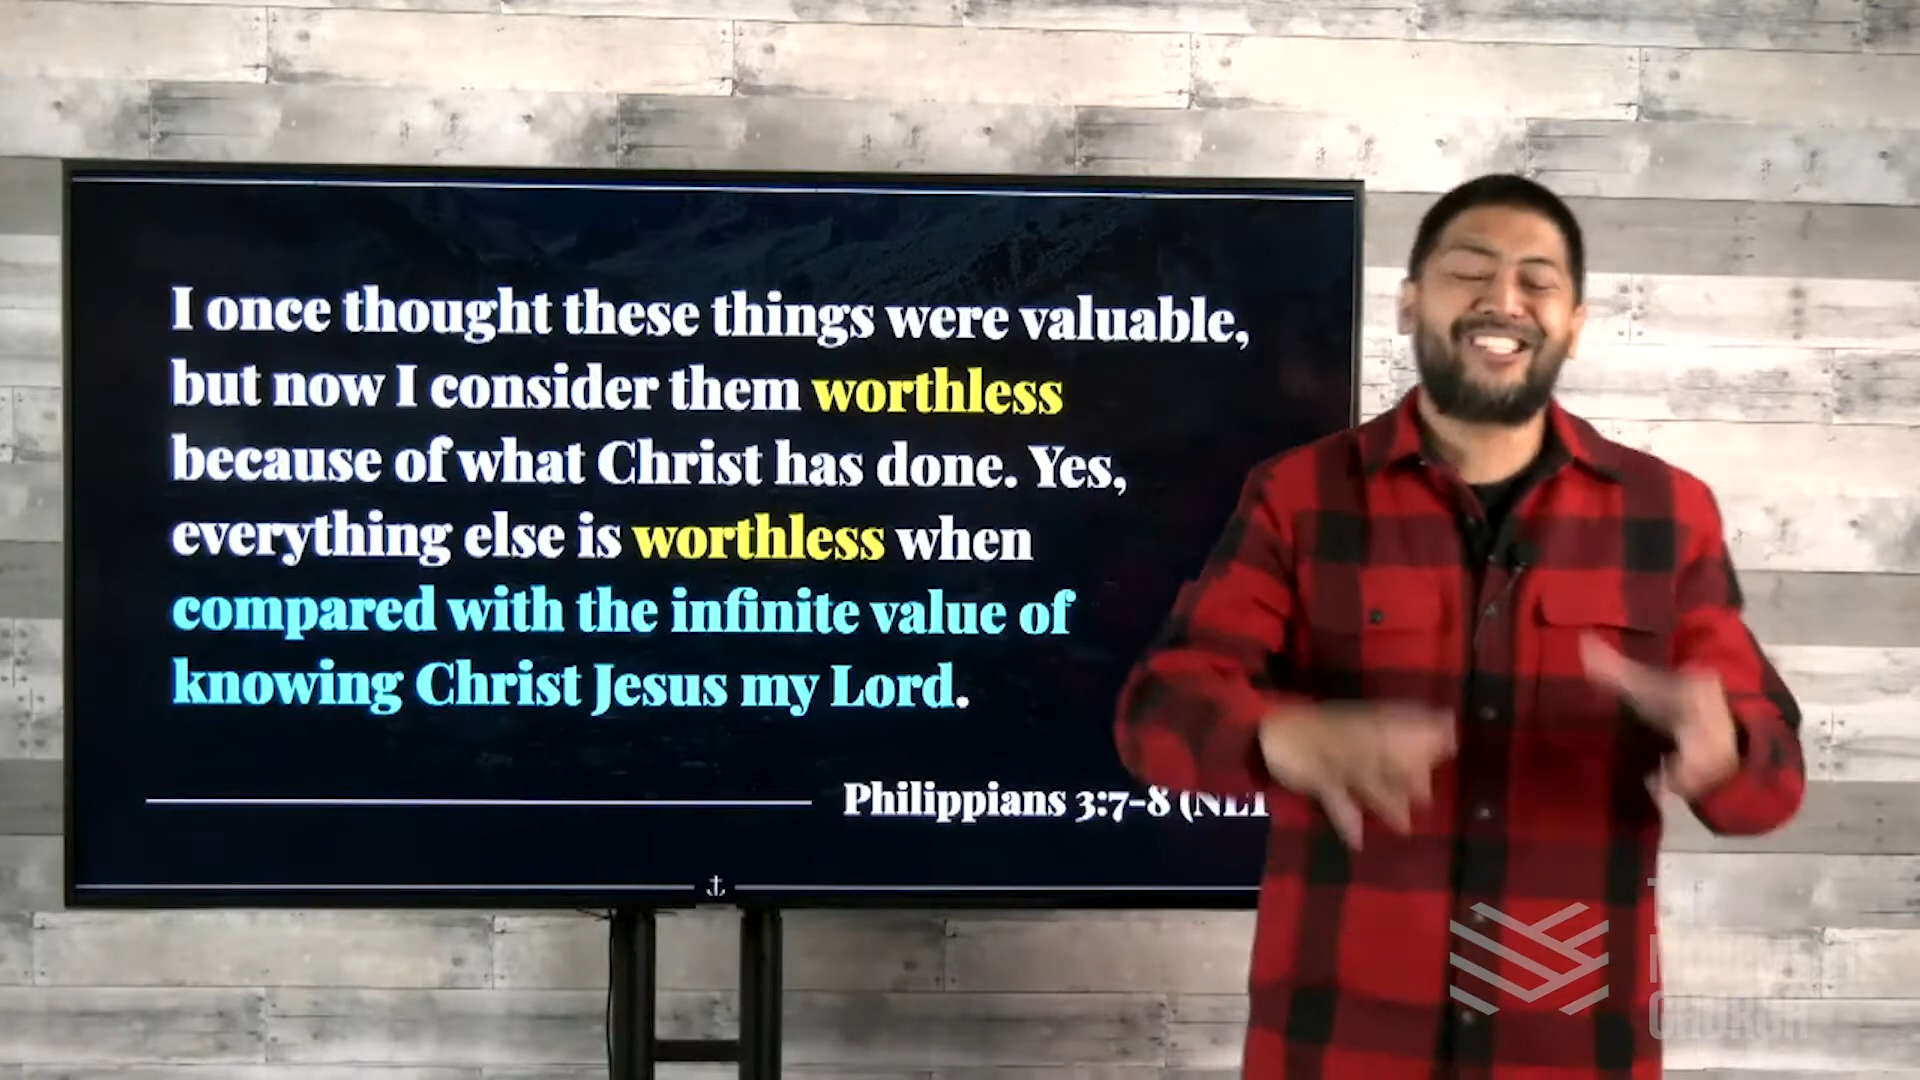 I once thought these things were valuable,
but now I consider them worthless
because of what Christ has done. Yes,
everything else is worthless when
compared with the infinite value of
knowing Christ Jesus my Lord.
Philippians 3:7-8 (NLT
CHURCH